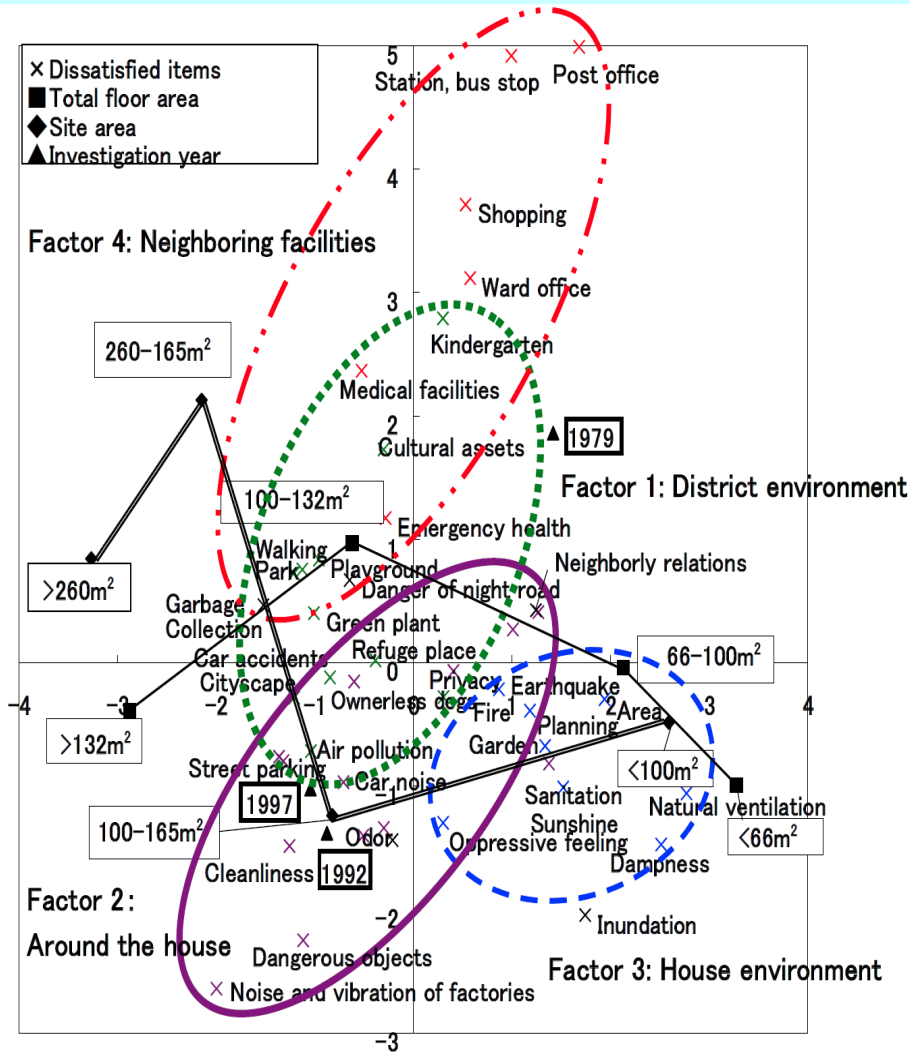 5
× Dissatisfied items
■ Total floor area
◆ Site area
▲ Investigation year
Station, bus stop
Post office
4
Shopping
Factor 4: Neighboring facilities
Ward office
3
Kindergarten
260-165m²
Medical facilities
2
Cultural assets
1979
Factor 1: District environment
100-132m²
Emergency health
1
Walking
Park
Playground
Neighborly relations
>260m²
Danger of night road
Garbage
Collection
Green plant
Refuge place
Car accidents
66-100m²
-4
-3
-2
-1
0
1
2
3
4
Cityscape
Privacy
Earthquake
Ownerless dogs
Fire
Planning
Area
>132m²
Garden
Air pollution
Street parking
<100m²
Car noise
-1
1997
Sanitation
Natural ventilation
100-165m²
Sunshine
<66m²
Odor
Oppressive feeling
Cleanliness
1992
Dampness
Factor 2:
Around the house
-2
Inundation
Dangerous objects
Factor 3: House environment
Noise and vibration of factories
-3